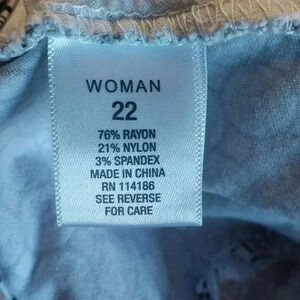 WOMAN
22
76% RAYON
21% NYLON
3% SPANDEX
MADE IN CHINA
RN 114186
SEE REVERSE
FOR CARE